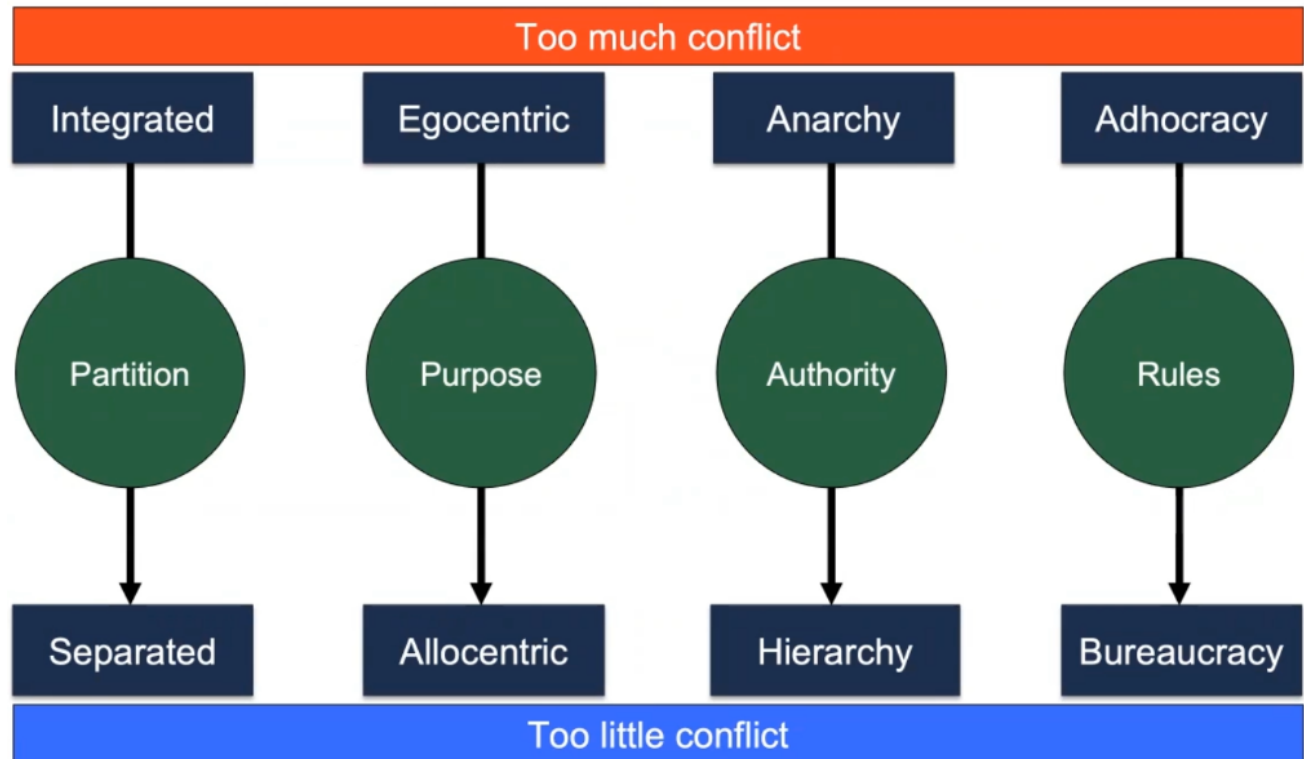 Too much conflict
Integrated
Egocentric
Anarchy
Adhocracy
Partition
Purpose
Authority
Rules
Separated
Allocentric
Hierarchy
Bureaucracy
Too little conflict